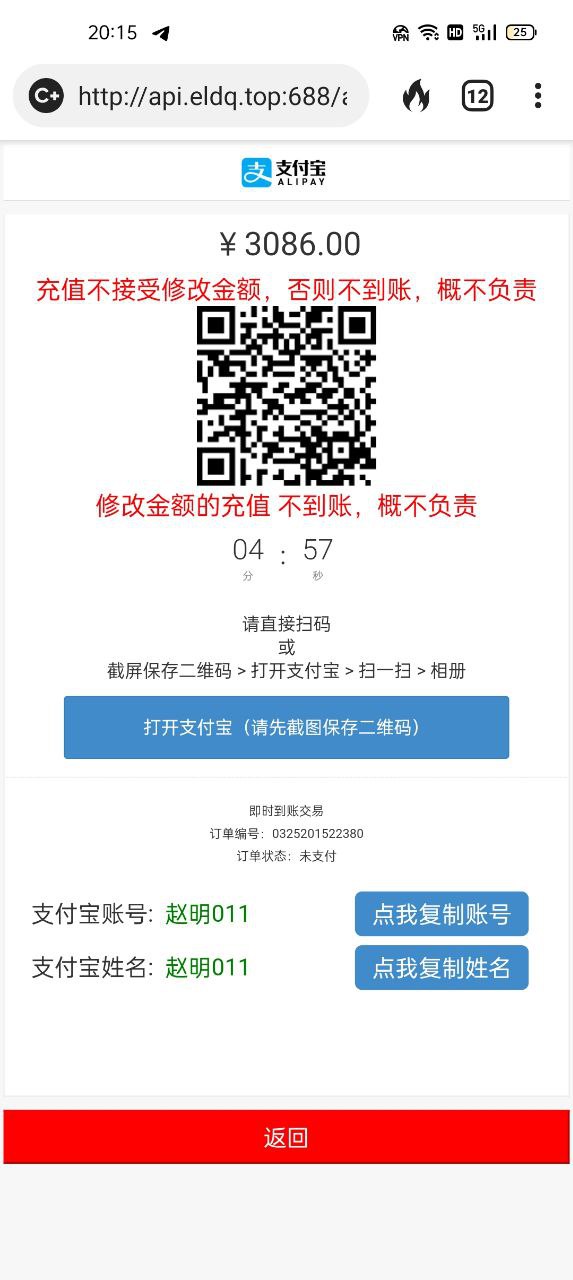 20:15
VPN HD 5G 25
C+ http://api.eldq.top:688/a
12
支 支付宝
ALIPAY
¥ 3086.00
充值不接受修改金额，否则不到账，概不负责
修改金额的充值 不到账，概不负责
04 : 57
分 秒
请直接扫码
或
截屏保存二维码 > 打开支付宝 > 扫一扫 > 相册
打开支付宝（请先截图保存二维码）
即时到账交易
订单编号：0325201522380
订单状态：未支付
支付宝账号: 赵明011 点我复制账号
支付宝姓名: 赵明011 点我复制姓名
返回